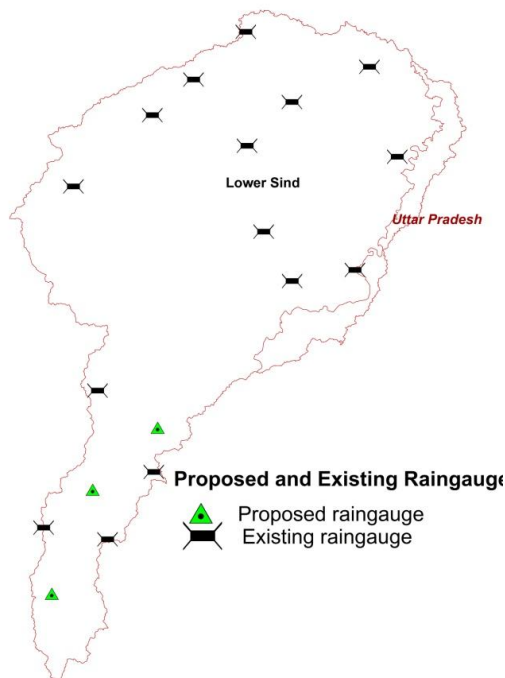 Lower Sind
Uttar Pradesh
Proposed and Existing Raingauge
Proposed raingauge
Existing raingauge